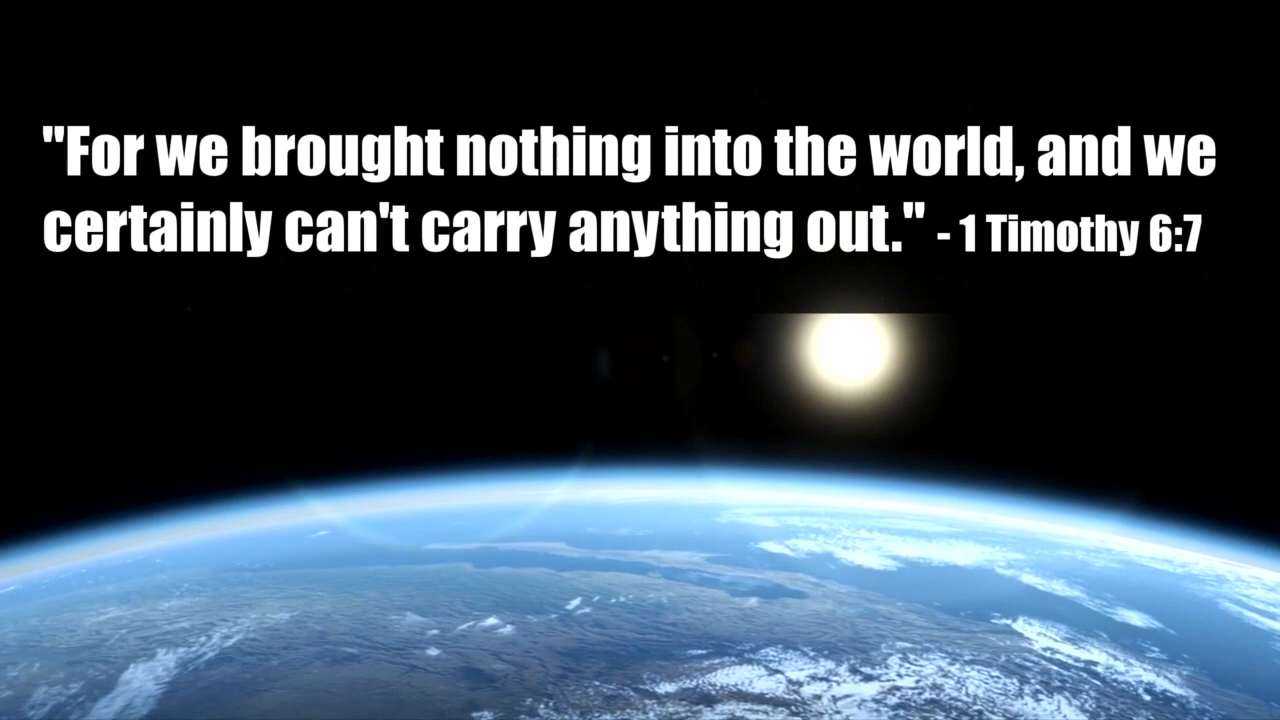 "For we brought nothing into the world, and we
certainly can't carry anything out." - 1 Timothy 6:7